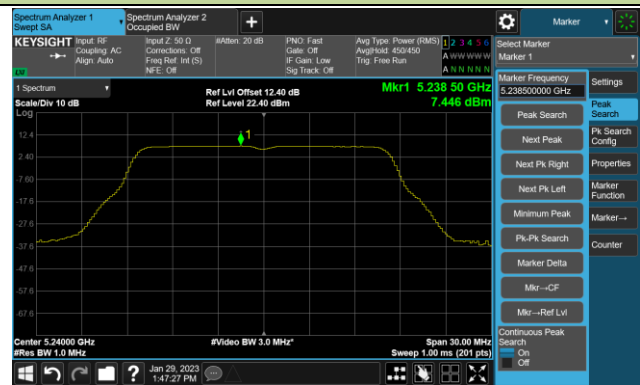 Spectrum Analyzer 1
Swept SA
Spectrum Analyzer 2
Occupied BW
Marker
KEYSIGHT
Input: RF
Coupling: AC
Align: Auto
Input Z: 50 Ω
Corrections: Off
Freq Ref: Int (S)
NFE: Off
#Atten: 20 dB
PNO: Fast
Gate: Off
IF Gain: Low
Sig Track: Off
Avg Type: Power (RMS)
Avg|Hold: 450/450
Trig: Free Run
1 2 3 4 5 6
A W W W W W
A N N N N N
Select Marker
Marker 1
1 Spectrum
Scale/Div 10 dB
Log
Ref Lvl Offset 12.40 dB
Ref Level 22.40 dBm
Mkr1 5.238 50 GHz
7.446 dBm
1
12.4
2.40
-7.60
-17.6
-27.6
-37.6
-47.6
-57.6
-67.6
Center 5.24000 GHz
#Res BW 1.0 MHz
#Video BW 3.0 MHz*
Span 30.00 MHz
Sweep 1.00 ms (201 pts)
Marker Frequency
5.238500000 GHz
Peak Search
Next Peak
Next Pk Right
Next Pk Left
Minimum Peak
Pk-Pk Search
Marker Delta
Mkr→CF
Mkr→Ref Lvl
Continuous Peak
Search
On
Off
Settings
Peak
Search
Pk Search
Config
Properties
Marker
Function
Marker→
Counter
?
Jan 29, 2023
1:47:27 PM